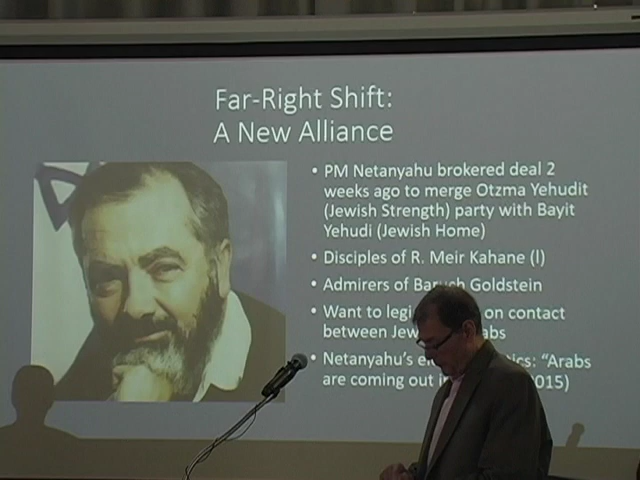 Far-Right Shift:
A New Alliance
• PM Netanyahu brokered deal 2
weeks ago to merge Otzma Yehudit
(Jewish Strength) party with Bayit
Yehudi (Jewish Home)
• Disciples of R. Meir Kahane (l)
• Admirers of Baruch Goldstein
• Want to on contact
between
• Netanyahu's "Arabs
are coming out 2015)